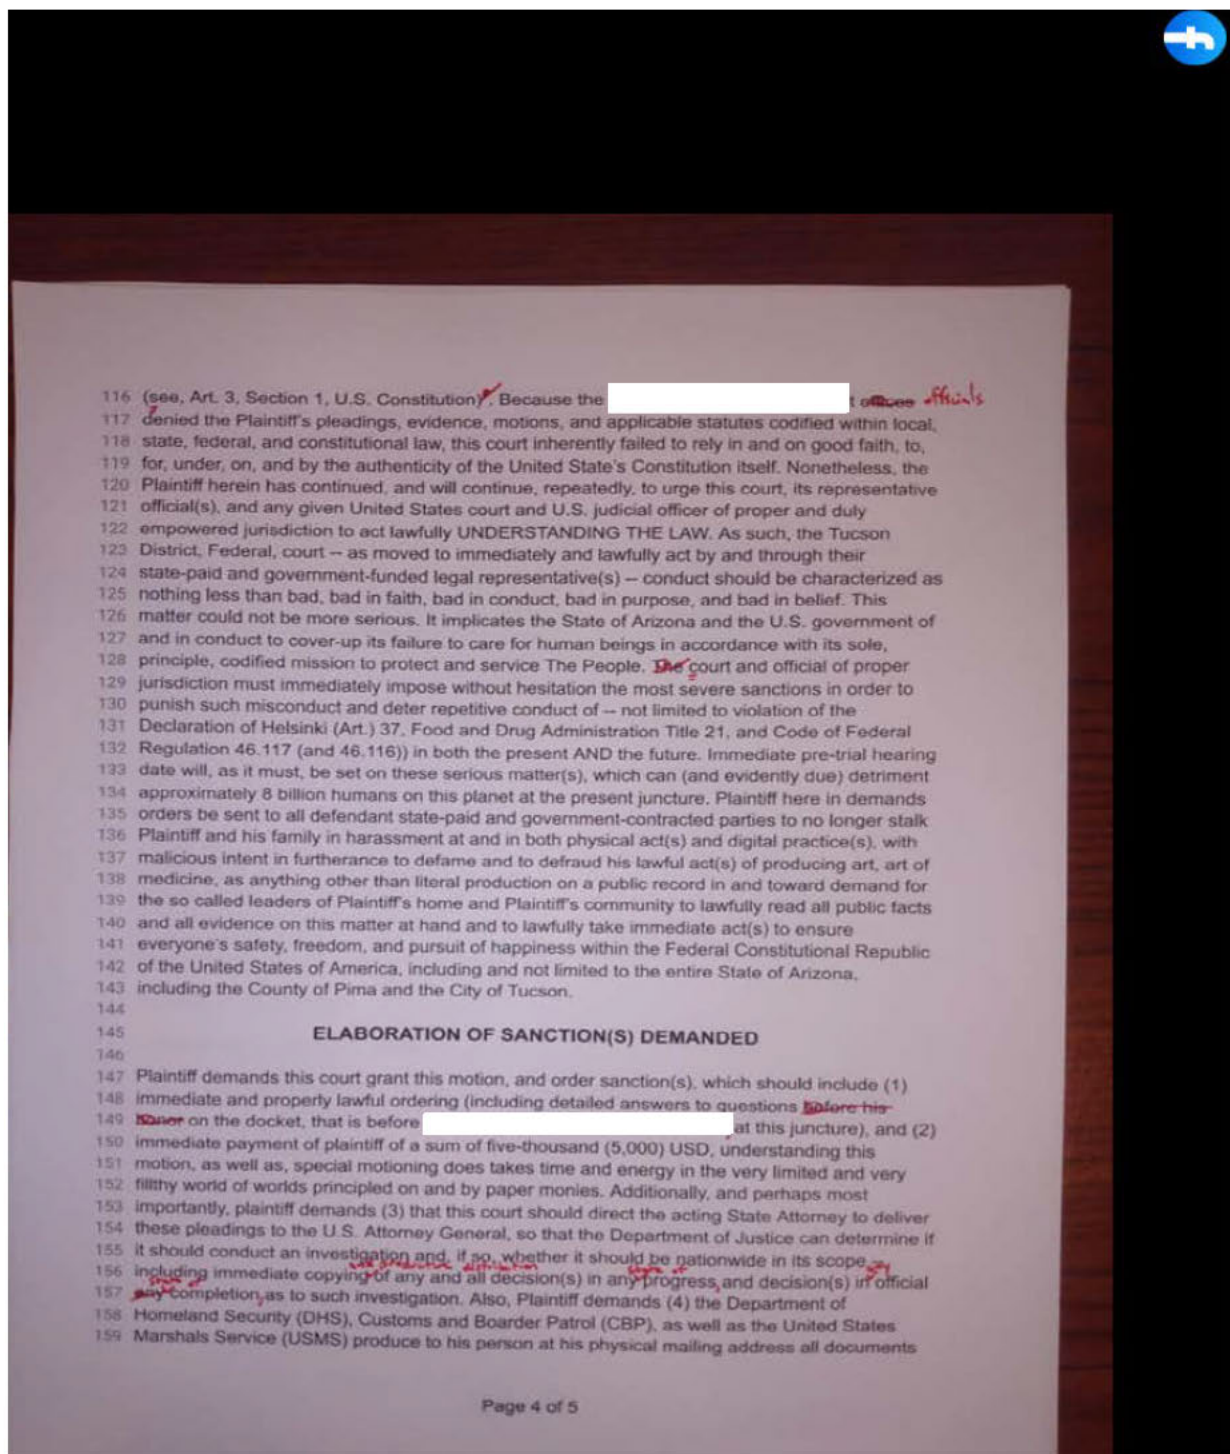 116 (see, Art. 3, Section 1, U.S. Constitution). Because the t offices officials
117 denied the Plaintiff's pleadings, evidence, motions, and applicable statutes codified within local,
118 state, federal, and constitutional law, this court inherently failed to rely in and on good faith, to,
119 for, under, on, and by the authenticity of the United State's Constitution itself. Nonetheless, the
120 Plaintiff herein has continued, and will continue, repeatedly, to urge this court, its representative
121 official(s), and any given United States court and U.S. judicial officer of proper and duly
122 empowered jurisdiction to act lawfully UNDERSTANDING THE LAW. As such, the Tucson
123 District, Federal, court -- as moved to immediately and lawfully act by and through their
124 state-paid and government-funded legal representative(s) -- conduct should be characterized as
125 nothing less than bad, bad in faith, bad in conduct, bad in purpose, and bad in belief. This
126 matter could not be more serious. It implicates the State of Arizona and the U.S. government of
127 and in conduct to cover-up its failure to care for human beings in accordance with its sole,
128 principle, codified mission to protect and service The People. The court and official of proper
129 jurisdiction must immediately impose without hesitation the most severe sanctions in order to
130 punish such misconduct and deter repetitive conduct of -- not limited to violation of the
131 Declaration of Helsinki (Art.) 37, Food and Drug Administration Title 21, and Code of Federal
132 Regulation 46.117 (and 46.116)) in both the present AND the future. Immediate pre-trial hearing
133 date will, as it must, be set on these serious matter(s), which can (and evidently due) detriment
134 approximately 8 billion humans on this planet at the present juncture. Plaintiff here in demands
135 orders be sent to all defendant state-paid and government-contracted parties to no longer stalk
136 Plaintiff and his family in harassment at and in both physical act(s) and digital practice(s), with
137 malicious intent in furtherance to defame and to defraud his lawful act(s) of producing art, art of
138 medicine, as anything other than literal production on a public record in and toward demand for
139 the so called leaders of Plaintiff's home and Plaintiff's community to lawfully read all public facts
140 and all evidence on this matter at hand and to lawfully take immediate act(s) to ensure
141 everyone's safety, freedom, and pursuit of happiness within the Federal Constitutional Republic
142 of the United States of America, including and not limited to the entire State of Arizona,
143 including the County of Pima and the City of Tucson.
144
145 ELABORATION OF SANCTION(S) DEMANDED
146
147 Plaintiff demands this court grant this motion, and order sanction(s), which should include (1)
148 immediate and properly lawful ordering (including detailed answers to questions before his
149 honor on the docket, that is before at this juncture), and (2)
150 immediate payment of plaintiff of a sum of five-thousand (5,000) USD, understanding this
151 motion, as well as, special motioning does takes time and energy in the very limited and very
152 fillthy world of worlds principled on and by paper monies. Additionally, and perhaps most
153 importantly, plaintiff demands (3) that this court should direct the acting State Attorney to deliver
154 these pleadings to the U.S. Attorney General, so that the Department of Justice can determine if
155 it should conduct an investigation and, if so, whether it should be nationwide in its scope,
156 including immediate copying of any and all decision(s) in any progress, and decision(s) in official
157 any completion, as to such investigation. Also, Plaintiff demands (4) the Department of
158 Homeland Security (DHS), Customs and Boarder Patrol (CBP), as well as the United States
159 Marshals Service (USMS) produce to his person at his physical mailing address all documents
Page 4 of 5